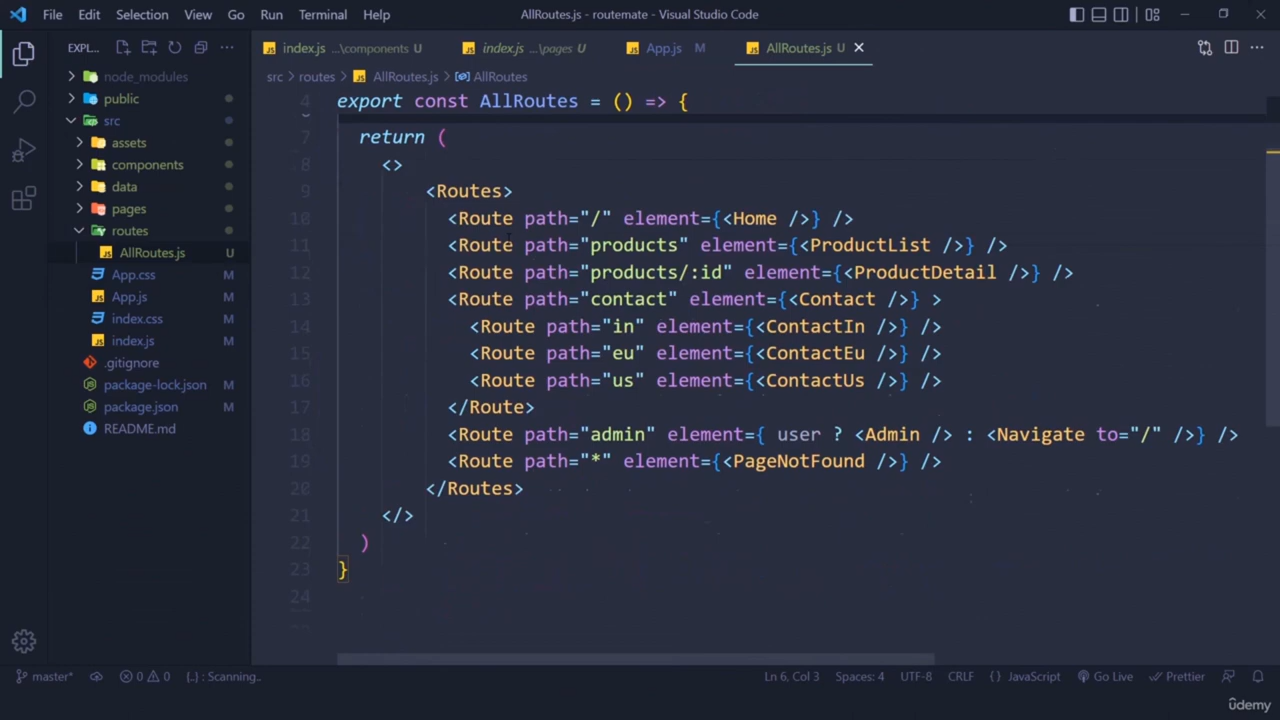 File Edit Selection View Go Run Terminal Help AllRoutes.js - routemate - Visual Studio Code
EXPL... index.js ...\components U index.js ...\pages U App.js M AllRoutes.js U
node_modules
public
src
assets
components
data
pages
routes
AllRoutes.js U
App.css M
App.js M
index.css M
index.js M
.gitignore
package-lock.json M
package.json M
README.md
src > routes > AllRoutes.js > AllRoutes
4 export const AllRoutes = () => {
7 return (
8 <>
9 <Routes>
10 <Route path="/" element={<Home />} />
11 <Route path="products" element={<ProductList />} />
12 <Route path="products/:id" element={<ProductDetail />} />
13 <Route path="contact" element={<Contact />} >
14 <Route path="in" element={<ContactIn />} />
15 <Route path="eu" element={<ContactEu />} />
16 <Route path="us" element={<ContactUs />} />
17 </Route>
18 <Route path="admin" element={ user ? <Admin /> : <Navigate to="/" />} />
19 <Route path="*" element={<PageNotFound />} />
20 </Routes>
21 </>
22 )
23 }
24
master* 0 0 {..} : Scanning.. Ln 6, Col 3 Spaces: 4 UTF-8 CRLF {} JavaScript Go Live Prettier
ûdemy